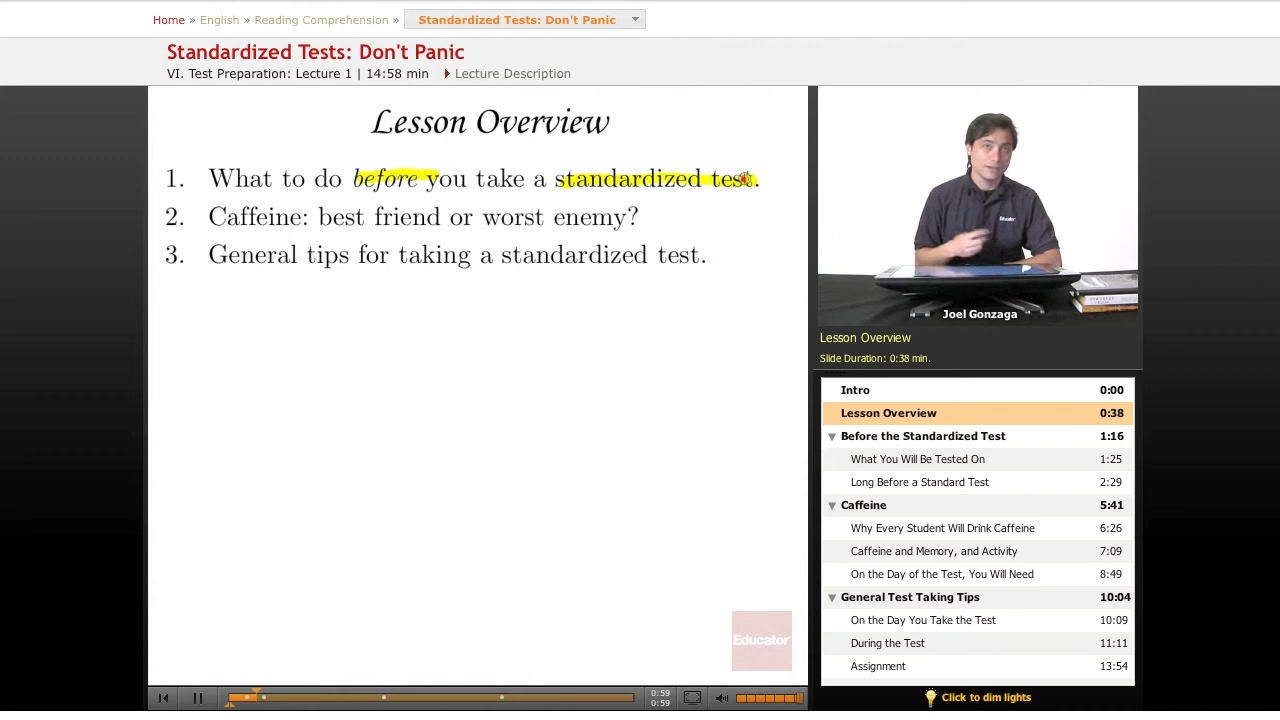 Home » English » Reading Comprehension » Standardized Tests: Don't Panic
Standardized Tests: Don't Panic
VI. Test Preparation: Lecture 1 | 14:58 min Lecture Description
Lesson Overview
1. What to do before you take a standardized test.
2. Caffeine: best friend or worst enemy?
3. General tips for taking a standardized test.
Educator
0:59
0:59
Educator
Joel Gonzaga
Lesson Overview
Slide Duration: 0:38 min.
Intro 0:00
Lesson Overview 0:38
Before the Standardized Test 1:16
What You Will Be Tested On 1:25
Long Before a Standard Test 2:29
Caffeine 5:41
Why Every Student Will Drink Caffeine 6:26
Caffeine and Memory, and Activity 7:09
On the Day of the Test, You Will Need 8:49
General Test Taking Tips 10:04
On the Day You Take the Test 10:09
During the Test 11:11
Assignment 13:54
Click to dim lights